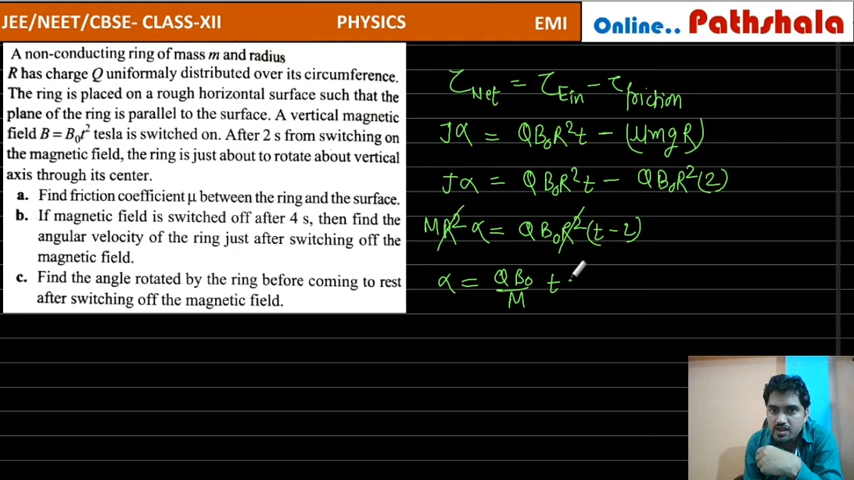 JEE/NEET/CBSE- CLASS-XII PHYSICS EMI Online.. Pathshala
A non-conducting ring of mass m and radius
R has charge Q uniformaly distributed over its circumference.
The ring is placed on a rough horizontal surface such that the
plane of the ring is parallel to the surface. A vertical magnetic
field B = B₀t² tesla is switched on. After 2 s from switching on
the magnetic field, the ring is just about to rotate about vertical
axis through its center.
a. Find friction coefficient μ between the ring and the surface.
b. If magnetic field is switched off after 4 s, then find the
angular velocity of the ring just after switching off the
magnetic field.
c. Find the angle rotated by the ring before coming to rest
after switching off the magnetic field.
τNet = τEin - τfriction
Jα = QB₀R²t - (μmgR)
Jα = QB₀R²t - QB₀R²(2)
MR²α = QB₀R²(t-2)
α = QB₀/M t -